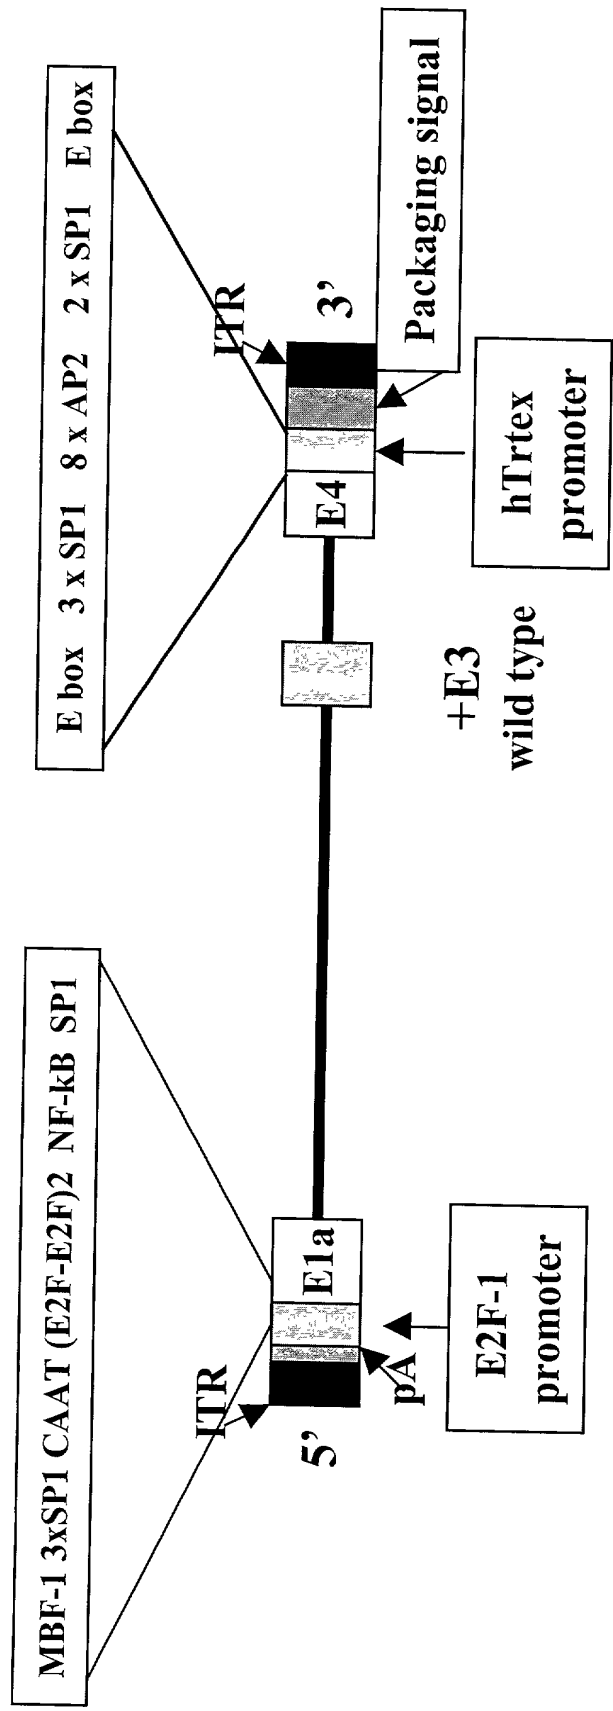 MBF-1 3xSP1 CAAT (E2F-E2F)2 NF-kB SP1
E box 3 x SP1 8 x AP2 2 x SP1 E box
ITR
5'
E1a
pA
E2F-1
promoter
ITR
3'
E4
+E3
wild type
hTrtex
promoter
Packaging signal